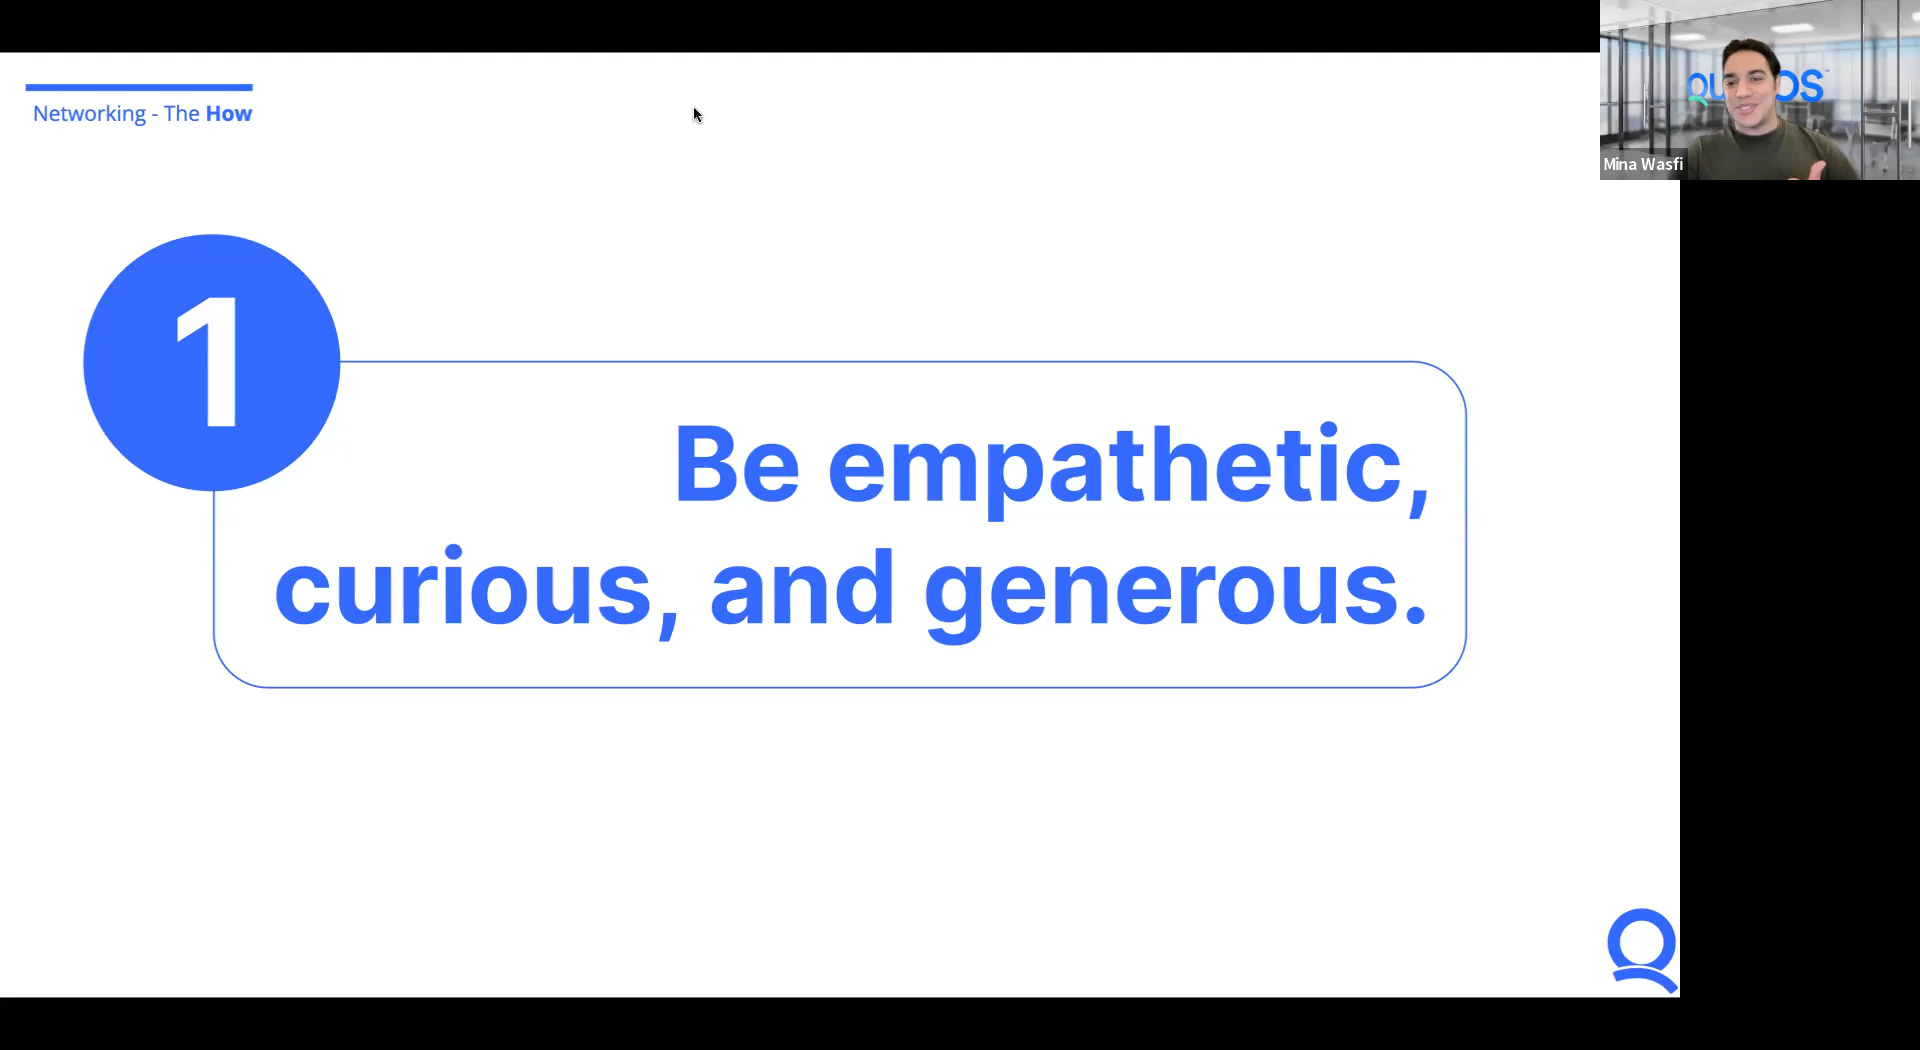 Networking - The How
1
Be empathetic,
curious, and generous.
Mina Wasfi